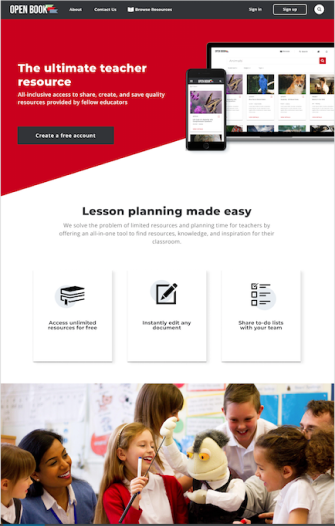 OPEN BOOK
About
Contact Us
Browse Resources
Sign in
Sign up
The ultimate teacher
resource
All-inclusive access to share, create, and save quality
resources provided by fellow educators
Create a free account
Lesson planning made easy
We solve the problem of limited resources and planning time for teachers by
offering an all-in-one tool to find resources, knowledge, and inspiration for their
classroom.
Access unlimited
resources for free
Instantly edit any
document
Share to-do lists
with your team